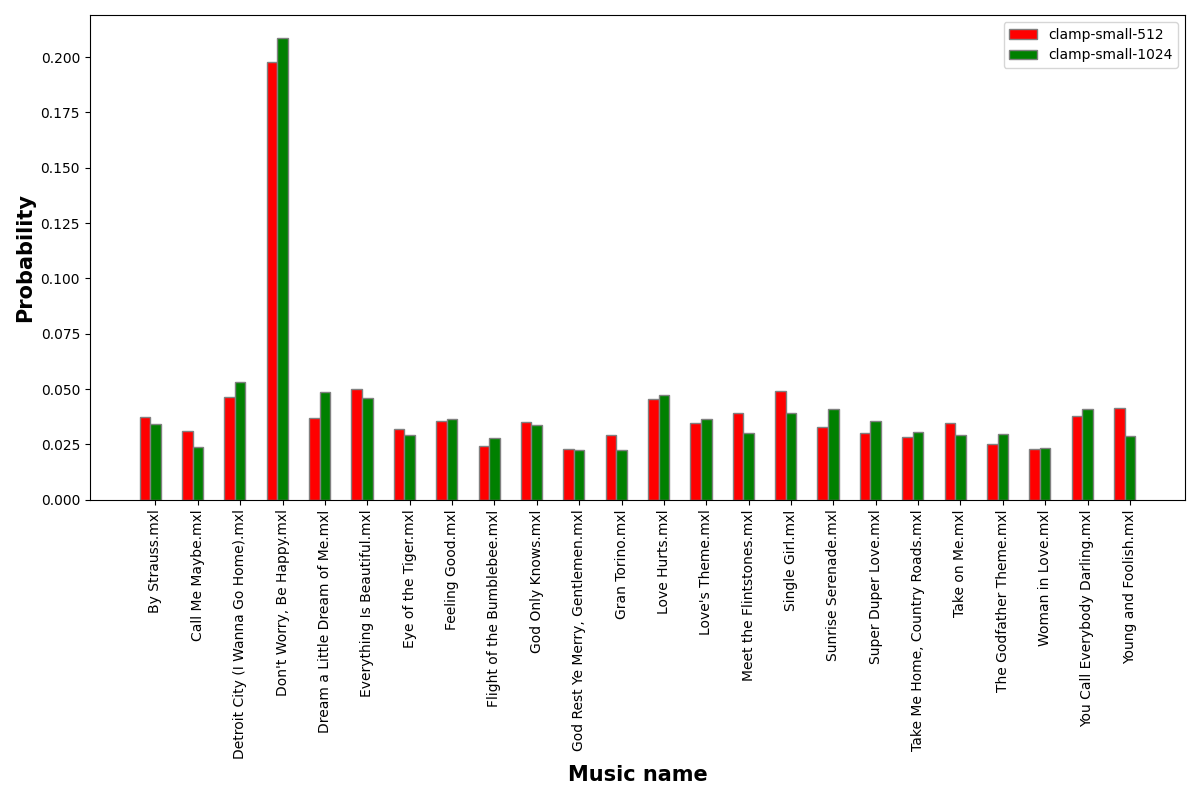 clamp-small-512
clamp-small-1024
Probability
0.200
0.175
0.150
0.125
0.100
0.075
0.050
0.025
0.000
By Strauss.mxl
Call Me Maybe.mxl
Detroit City (I Wanna Go Home).mxl
Don't Worry, Be Happy.mxl
Dream a Little Dream of Me.mxl
Everything Is Beautiful.mxl
Eye of the Tiger.mxl
Feeling Good.mxl
Flight of the Bumblebee.mxl
God Only Knows.mxl
God Rest Ye Merry, Gentlemen.mxl
Gran Torino.mxl
Love Hurts.mxl
Love's Theme.mxl
Meet the Flintstones.mxl
Single Girl.mxl
Sunrise Serenade.mxl
Super Duper Love.mxl
Take Me Home, Country Roads.mxl
Take on Me.mxl
The Godfather Theme.mxl
Woman in Love.mxl
You Call Everybody Darling.mxl
Young and Foolish.mxl
Music name